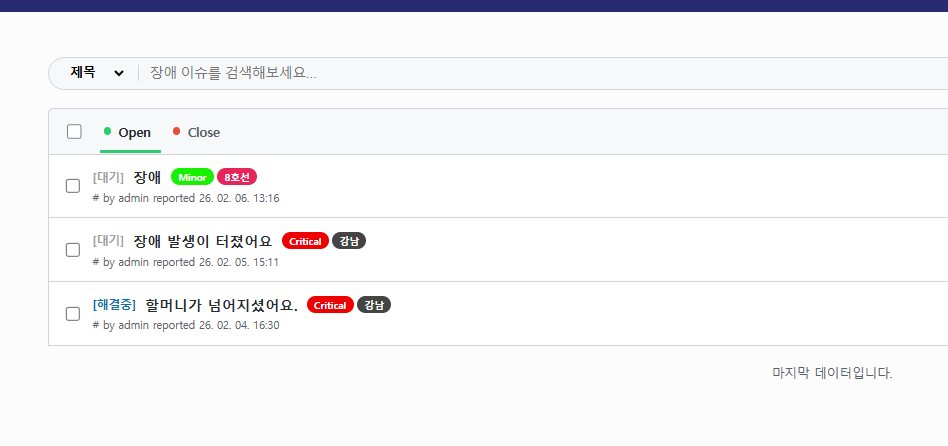 제목 장애 이슈를 검색해보세요...
Open Close
[대기] 장애 Minor 8호선
# by admin reported 26. 02. 06. 13:16
[대기] 장애 발생이 터졌어요 Critical 강남
# by admin reported 26. 02. 05. 15:11
[해결중] 할머니가 넘어지셨어요. Critical 강남
# by admin reported 26. 02. 04. 16:30
마지막 데이터입니다.